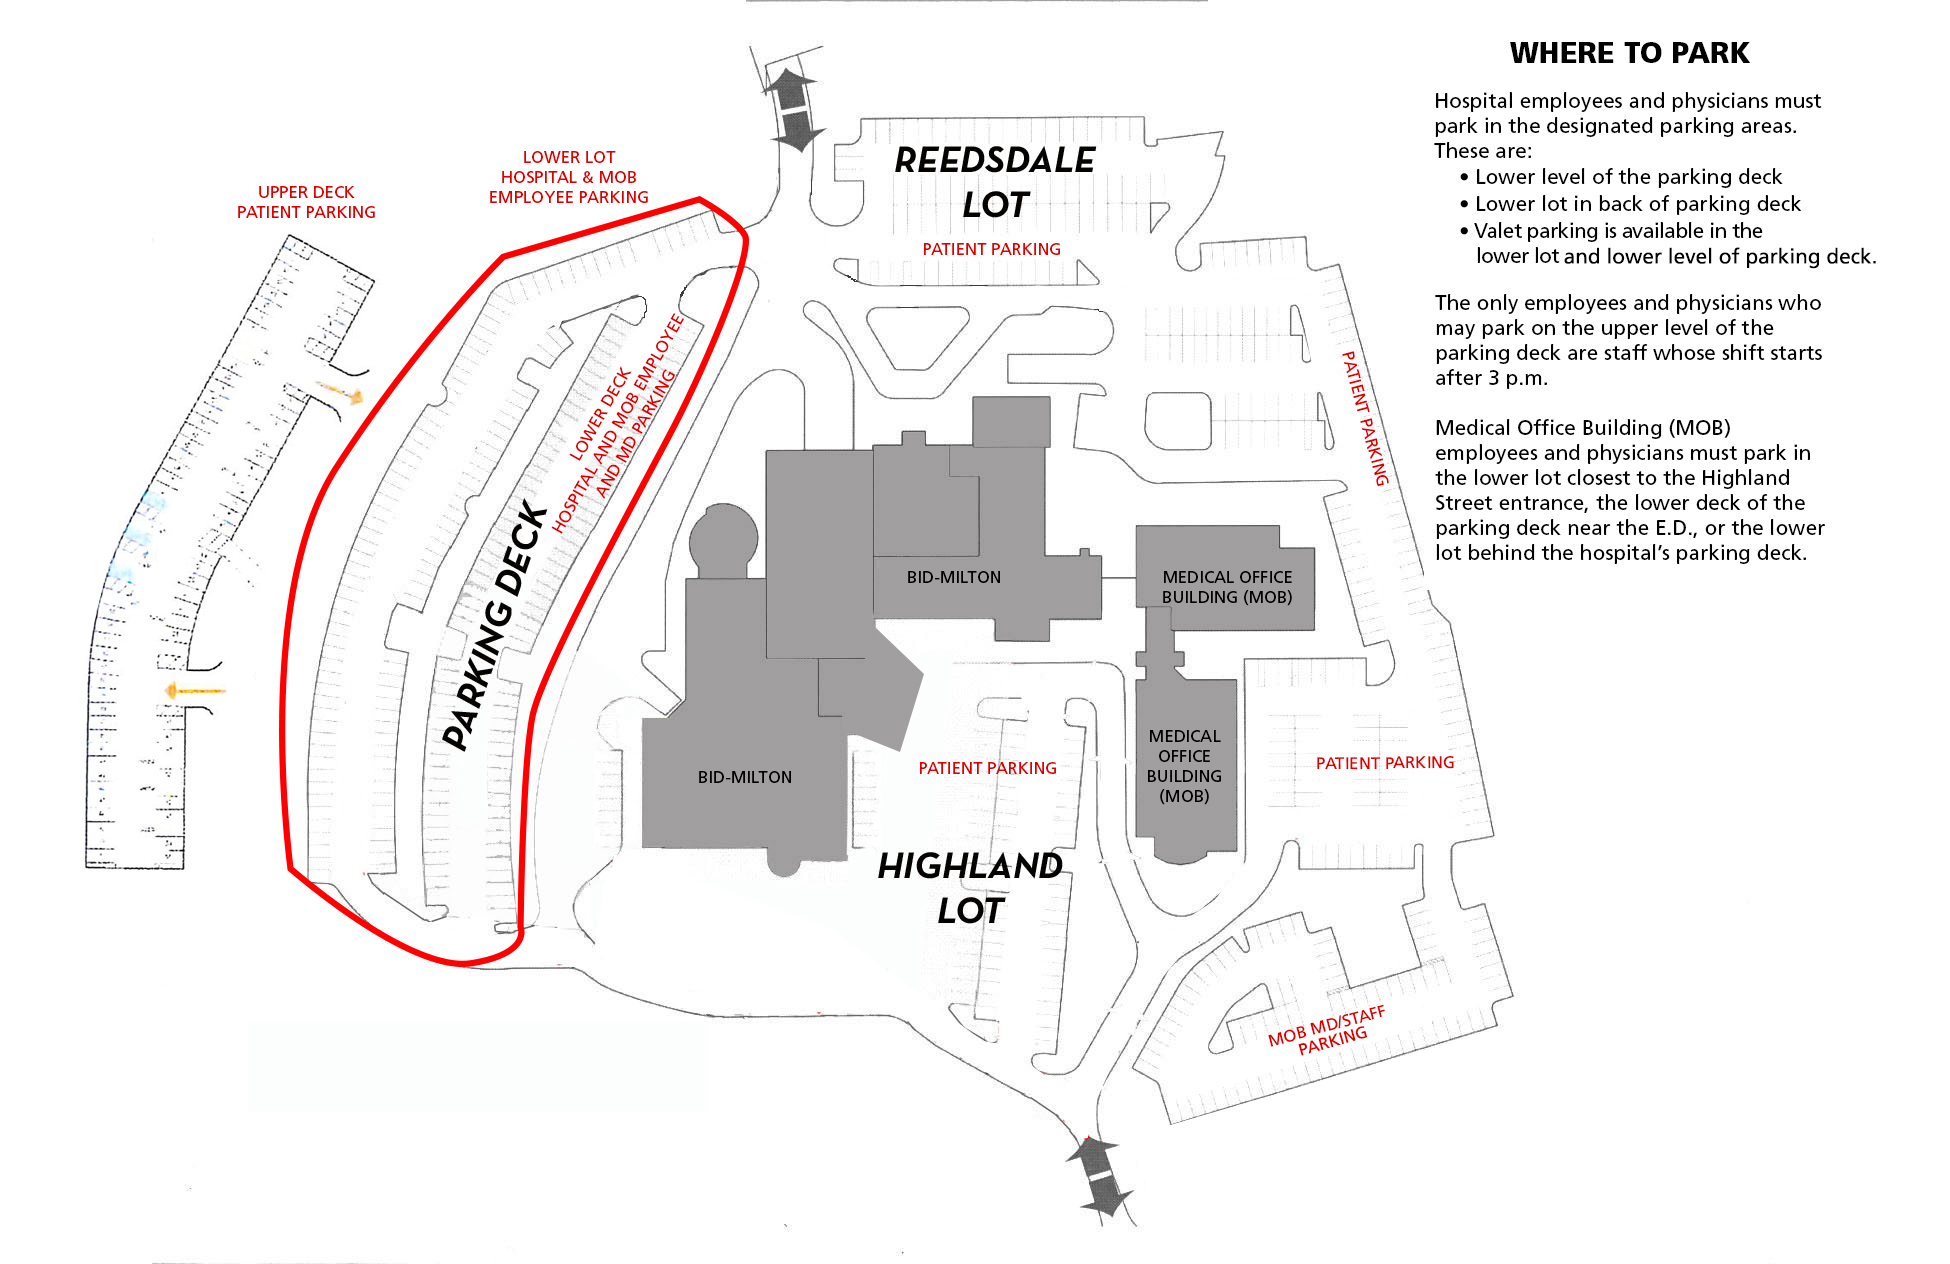 WHERE TO PARK
Hospital employees and physicians must
park in the designated parking areas.
These are:
• Lower level of the parking deck
• Lower lot in back of parking deck
• Valet parking is available in the
lower lot and lower level of parking deck.
The only employees and physicians who
may park on the upper level of the
parking deck are staff whose shift starts
after 3 p.m.
Medical Office Building (MOB)
employees and physicians must park in
the lower lot closest to the Highland
Street entrance, the lower deck of the
parking deck near the E.D., or the lower
lot behind the hospital's parking deck.
UPPER DECK
PATIENT PARKING
LOWER LOT
HOSPITAL & MOB
EMPLOYEE PARKING
REEDSDALE
LOT
PATIENT PARKING
LOWER DECK
HOSPITAL AND MOB EMPLOYEE
AND MD PARKING
PARKING DECK
PATIENT PARKING
BID-MILTON
MEDICAL OFFICE
BUILDING (MOB)
BID-MILTON
PATIENT PARKING
MEDICAL
OFFICE
BUILDING
(MOB)
PATIENT PARKING
HIGHLAND
LOT
MOB MD/STAFF
PARKING